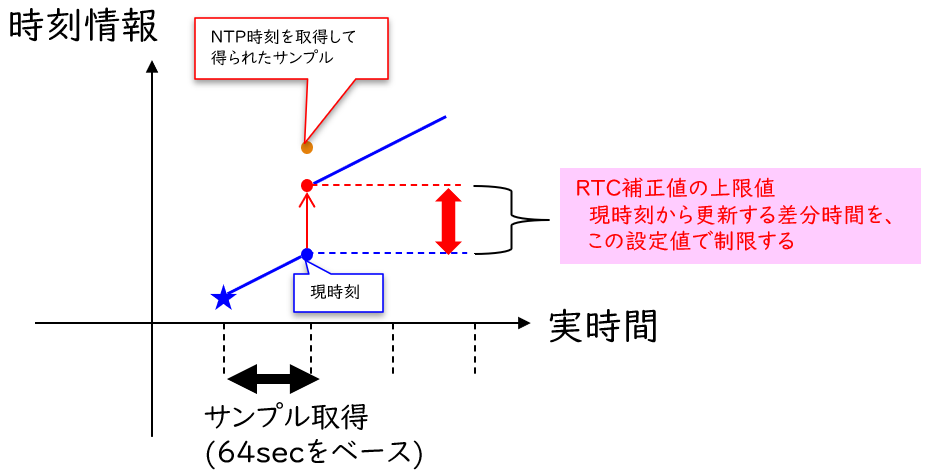 時刻情報
NTP時刻を取得して
得られたサンプル
RTC補正値の上限値
現時刻から更新する差分時間を、
この設定値で制限する
現時刻
実時間
サンプル取得
(64secをベース)